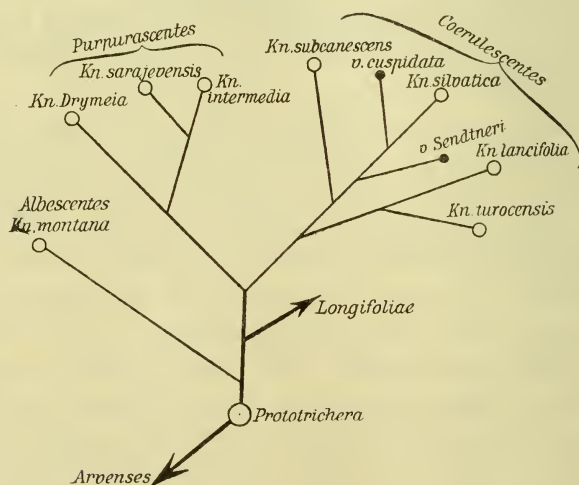 Purpurascentes
Coerulescentes
Kn. subcanescens
v. cuspidata
Kn. sarajevensis
Kn.
intermedia
Kn. silvatica
Kn. Drymeia
v Sendtneri
Kn lancifolia
Albescentes
Kn. montana
Kn. turocensis
Longifoliae
Prototrichera
Arvenses